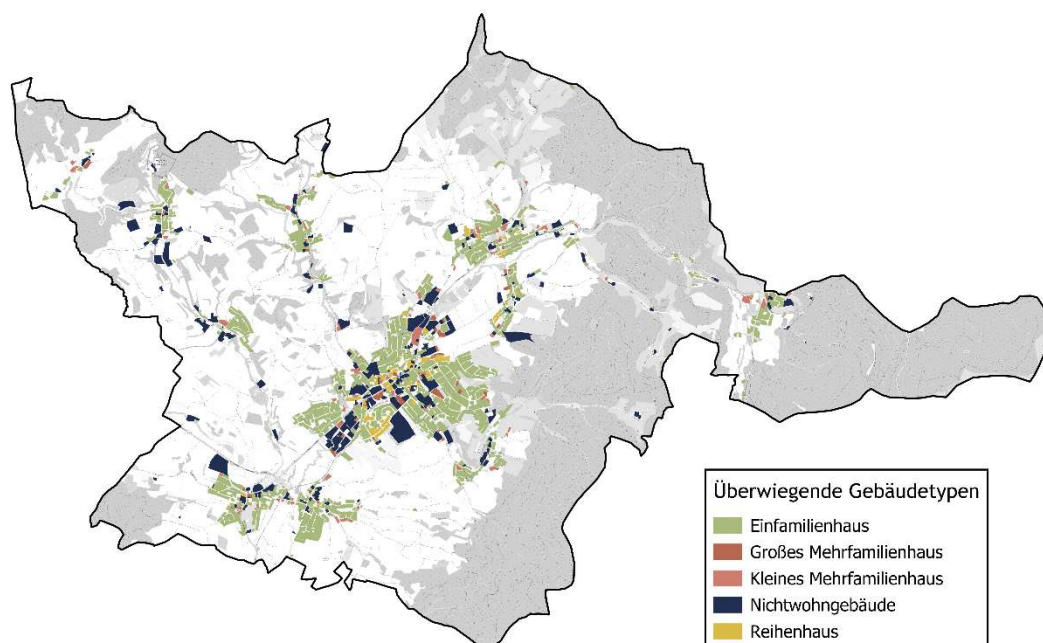 Überwiegende Gebäudetypen
Einfamilienhaus
Großes Mehrfamilienhaus
Kleines Mehrfamilienhaus
Nichtwohngebäude
Reihenhaus